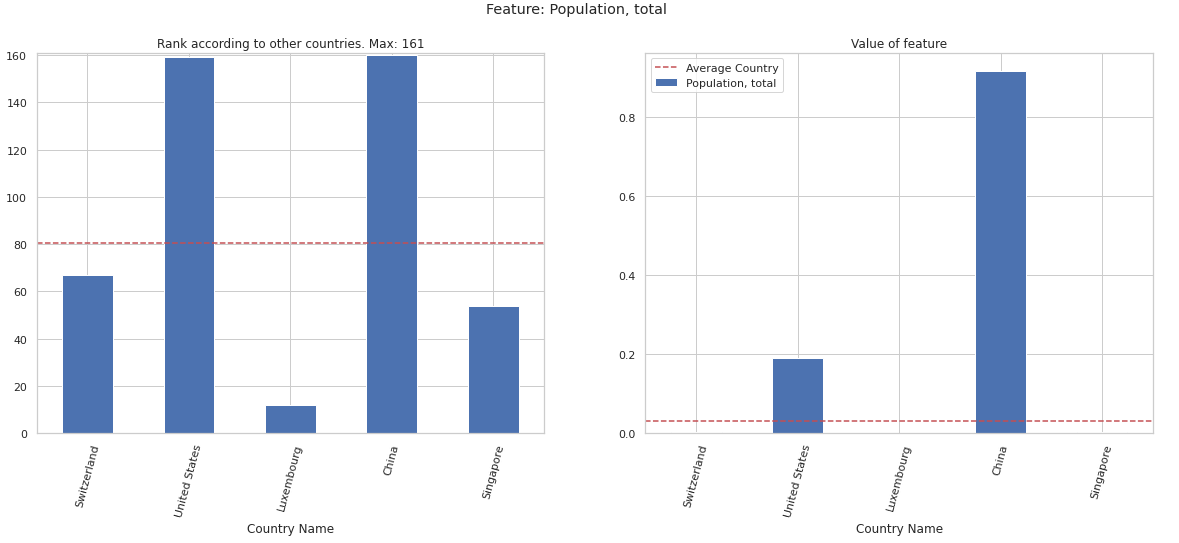 Feature: Population, total
Rank according to other countries. Max: 161
160
140
120
100
80
60
40
20
0
Switzerland
United States
Luxembourg
China
Singapore
Country Name
Value of feature
Average Country
Population, total
0.8
0.6
0.4
0.2
0.0
Switzerland
United States
Luxembourg
China
Singapore
Country Name